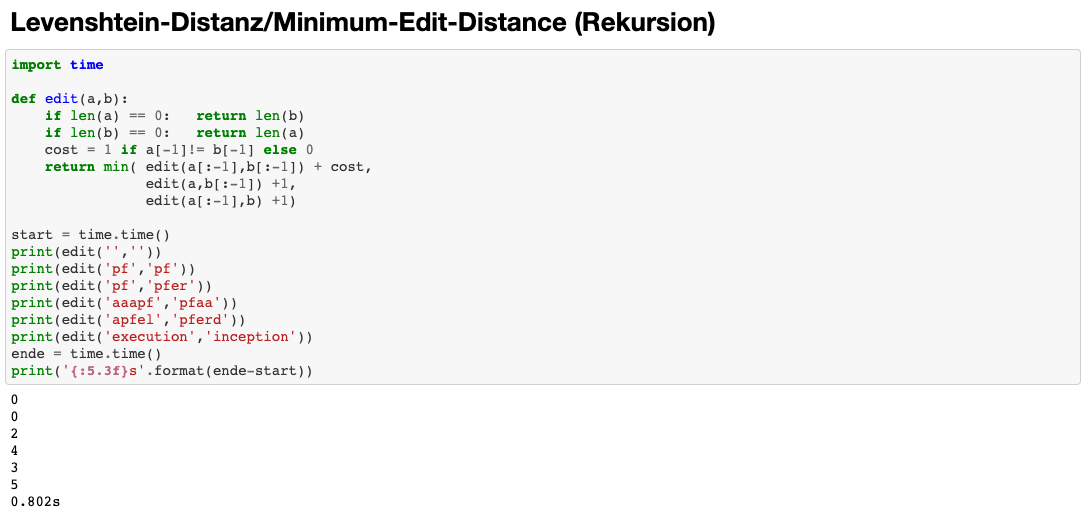 Levenshtein-Distanz/Minimum-Edit-Distance (Rekursion)
import time
def edit(a,b):
    if len(a) == 0:   return len(b)
    if len(b) == 0:   return len(a)
    cost = 1 if a[-1]!= b[-1] else 0
    return min( edit(a[:-1],b[:-1]) + cost,
                edit(a,b[:-1]) +1,
                edit(a[:-1],b) +1)
start = time.time()
print(edit('',''))
print(edit('pf','pf'))
print(edit('pf','pfer'))
print(edit('aaapf','pfaa'))
print(edit('apfel','pferd'))
print(edit('execution','inception'))
ende = time.time()
print('{:5.3f}s'.format(ende-start))
0
0
2
4
3
5
0.802s